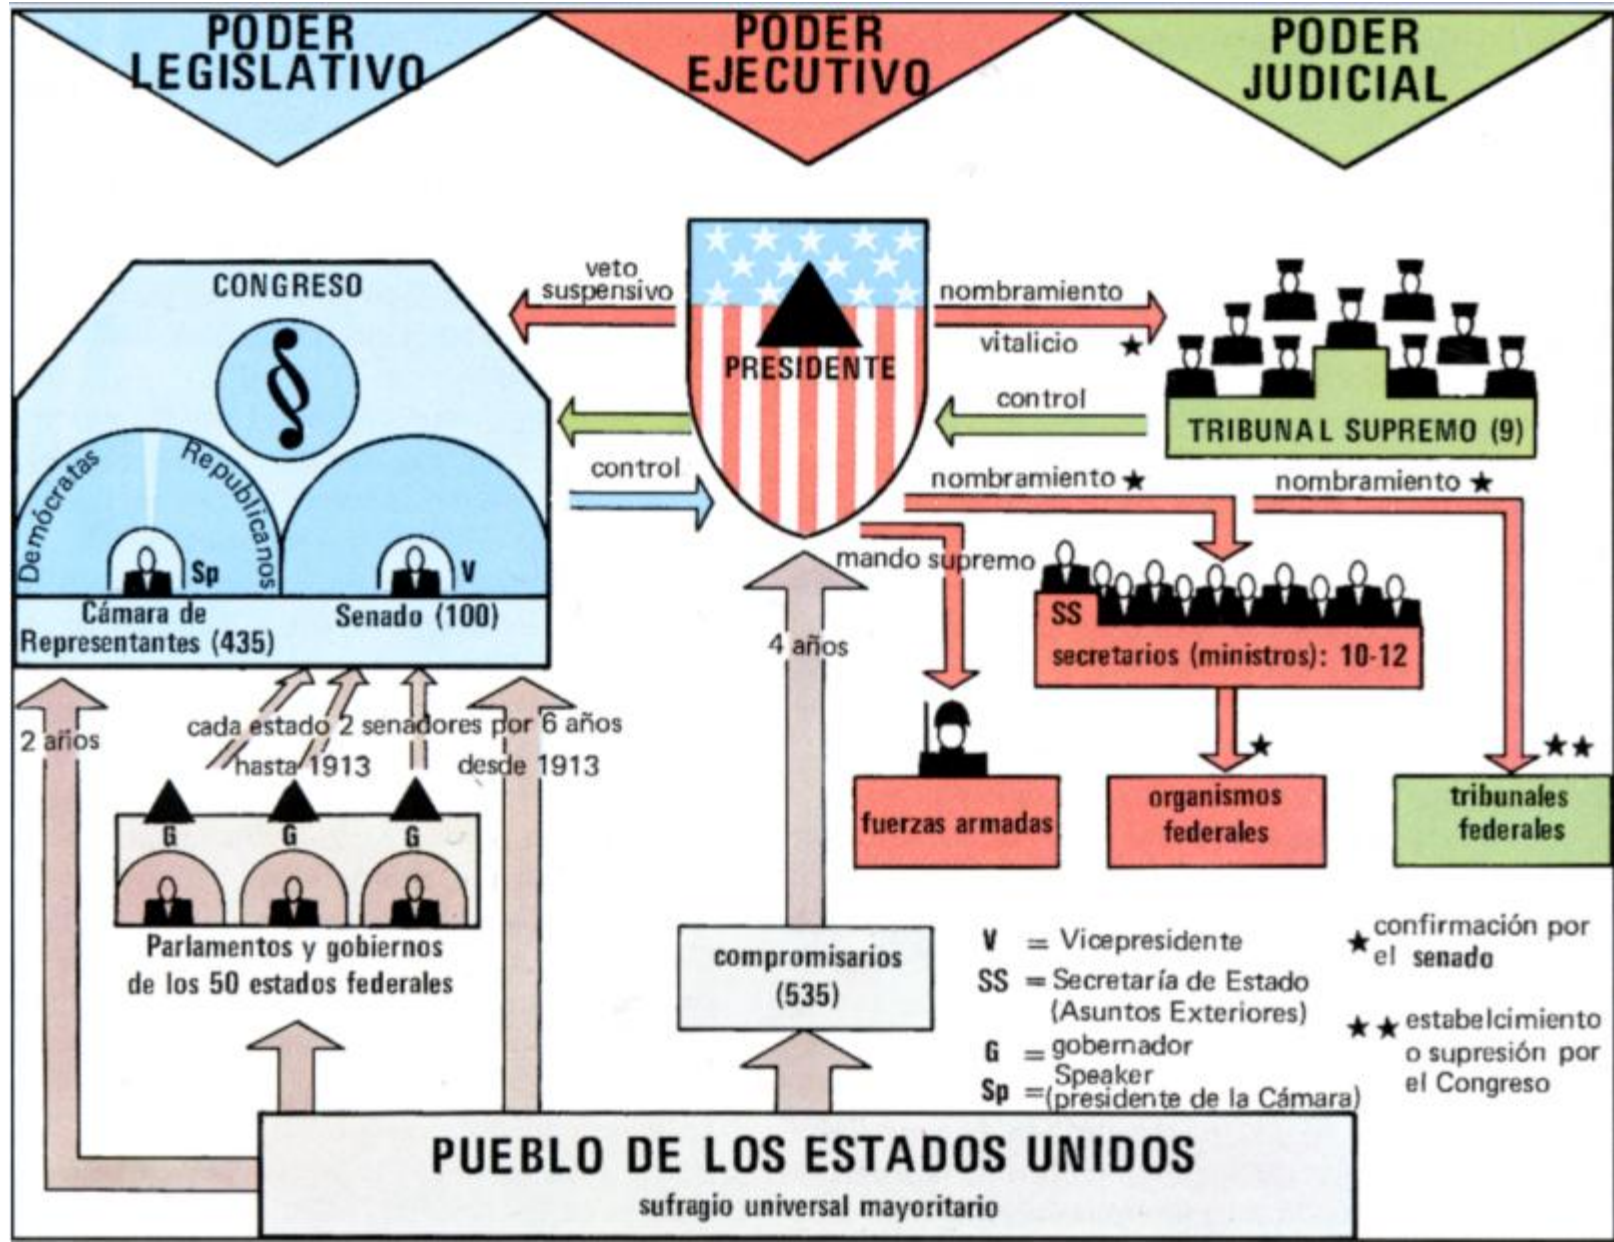 PODER
LEGISLATIVO
PODER
EJECUTIVO
PODER
JUDICIAL
CONGRESO
§
Demócratas
Republicanos
Sp
V
Cámara de
Representantes (435)
Senado (100)
veto
suspensivo
control
PRESIDENTE
nombramiento
vitalicio ★
control
TRIBUNAL SUPREMO (9)
nombramiento ★
nombramiento ★
mando supremo
SS
secretarios (ministros): 10-12
4 años
2 años
cada estado 2 senadores por 6 años
hasta 1913
desde 1913
G
G
G
Parlamentos y gobiernos
de los 50 estados federales
fuerzas armadas
★
organismos
federales
★★
tribunales
federales
compromisarios
(535)
V = Vicepresidente
SS = Secretaría de Estado
(Asuntos Exteriores)
G = gobernador
Speaker
Sp =(presidente de la Cámara)
★ confirmación por
el senado
★★ estabelcimiento
o supresión por
el Congreso
PUEBLO DE LOS ESTADOS UNIDOS
sufragio universal mayoritario